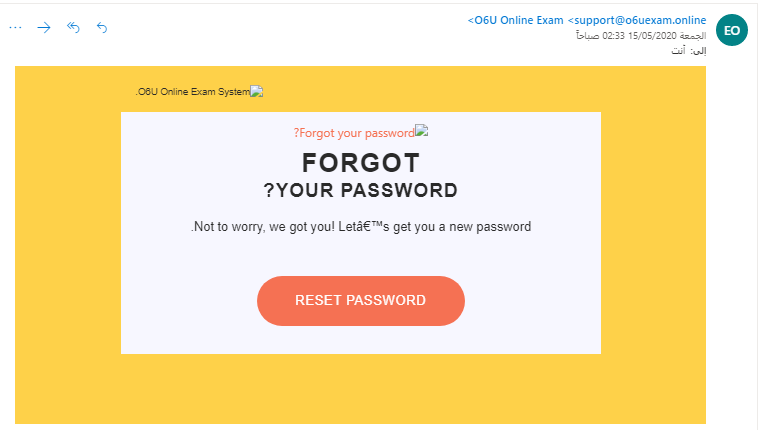 O6U Online Exam <support@o6uexam.online>
الجمعة 15/05/2020 02:33 صباحاً
إلى: أنت
EO
O6U Online Exam System.
Forgot your password?
FORGOT
YOUR PASSWORD?
Not to worry, we got you! Letâ€™s get you a new password.
RESET PASSWORD